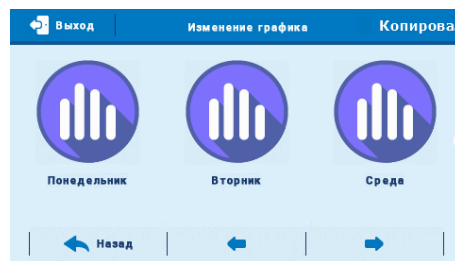 Выход Изменение графика Копирова
Понедельник Вторник Среда
Назад